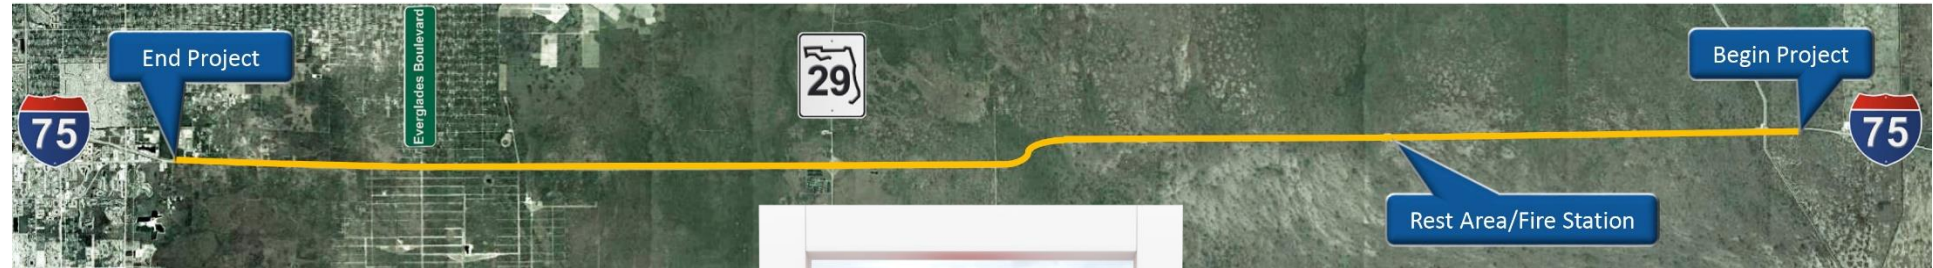 End Project
75
Everglades Boulevard
29
Rest Area/Fire Station
Begin Project
75